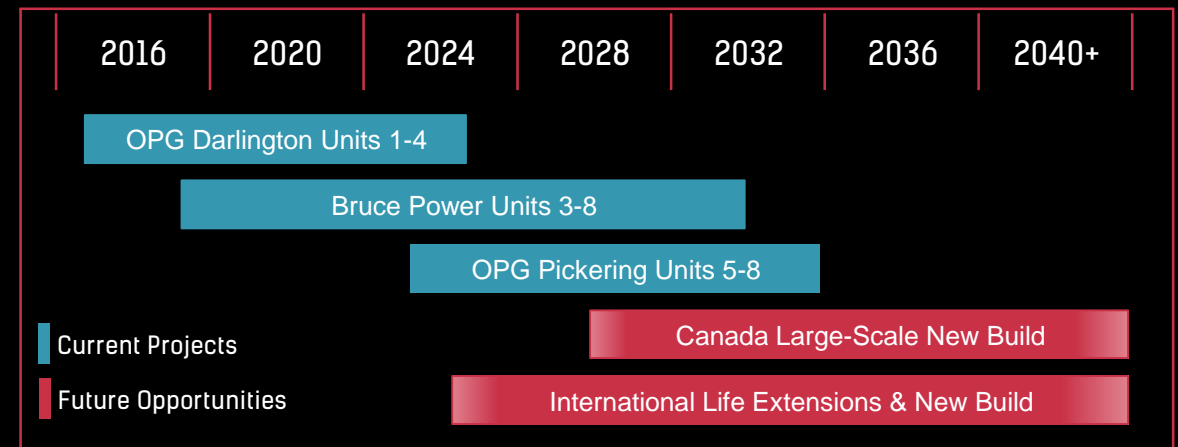 2016 2020 2024 2028 2032 2036 2040+
OPG Darlington Units 1-4
Bruce Power Units 3-8
OPG Pickering Units 5-8
Canada Large-Scale New Build
Current Projects
International Life Extensions & New Build
Future Opportunities